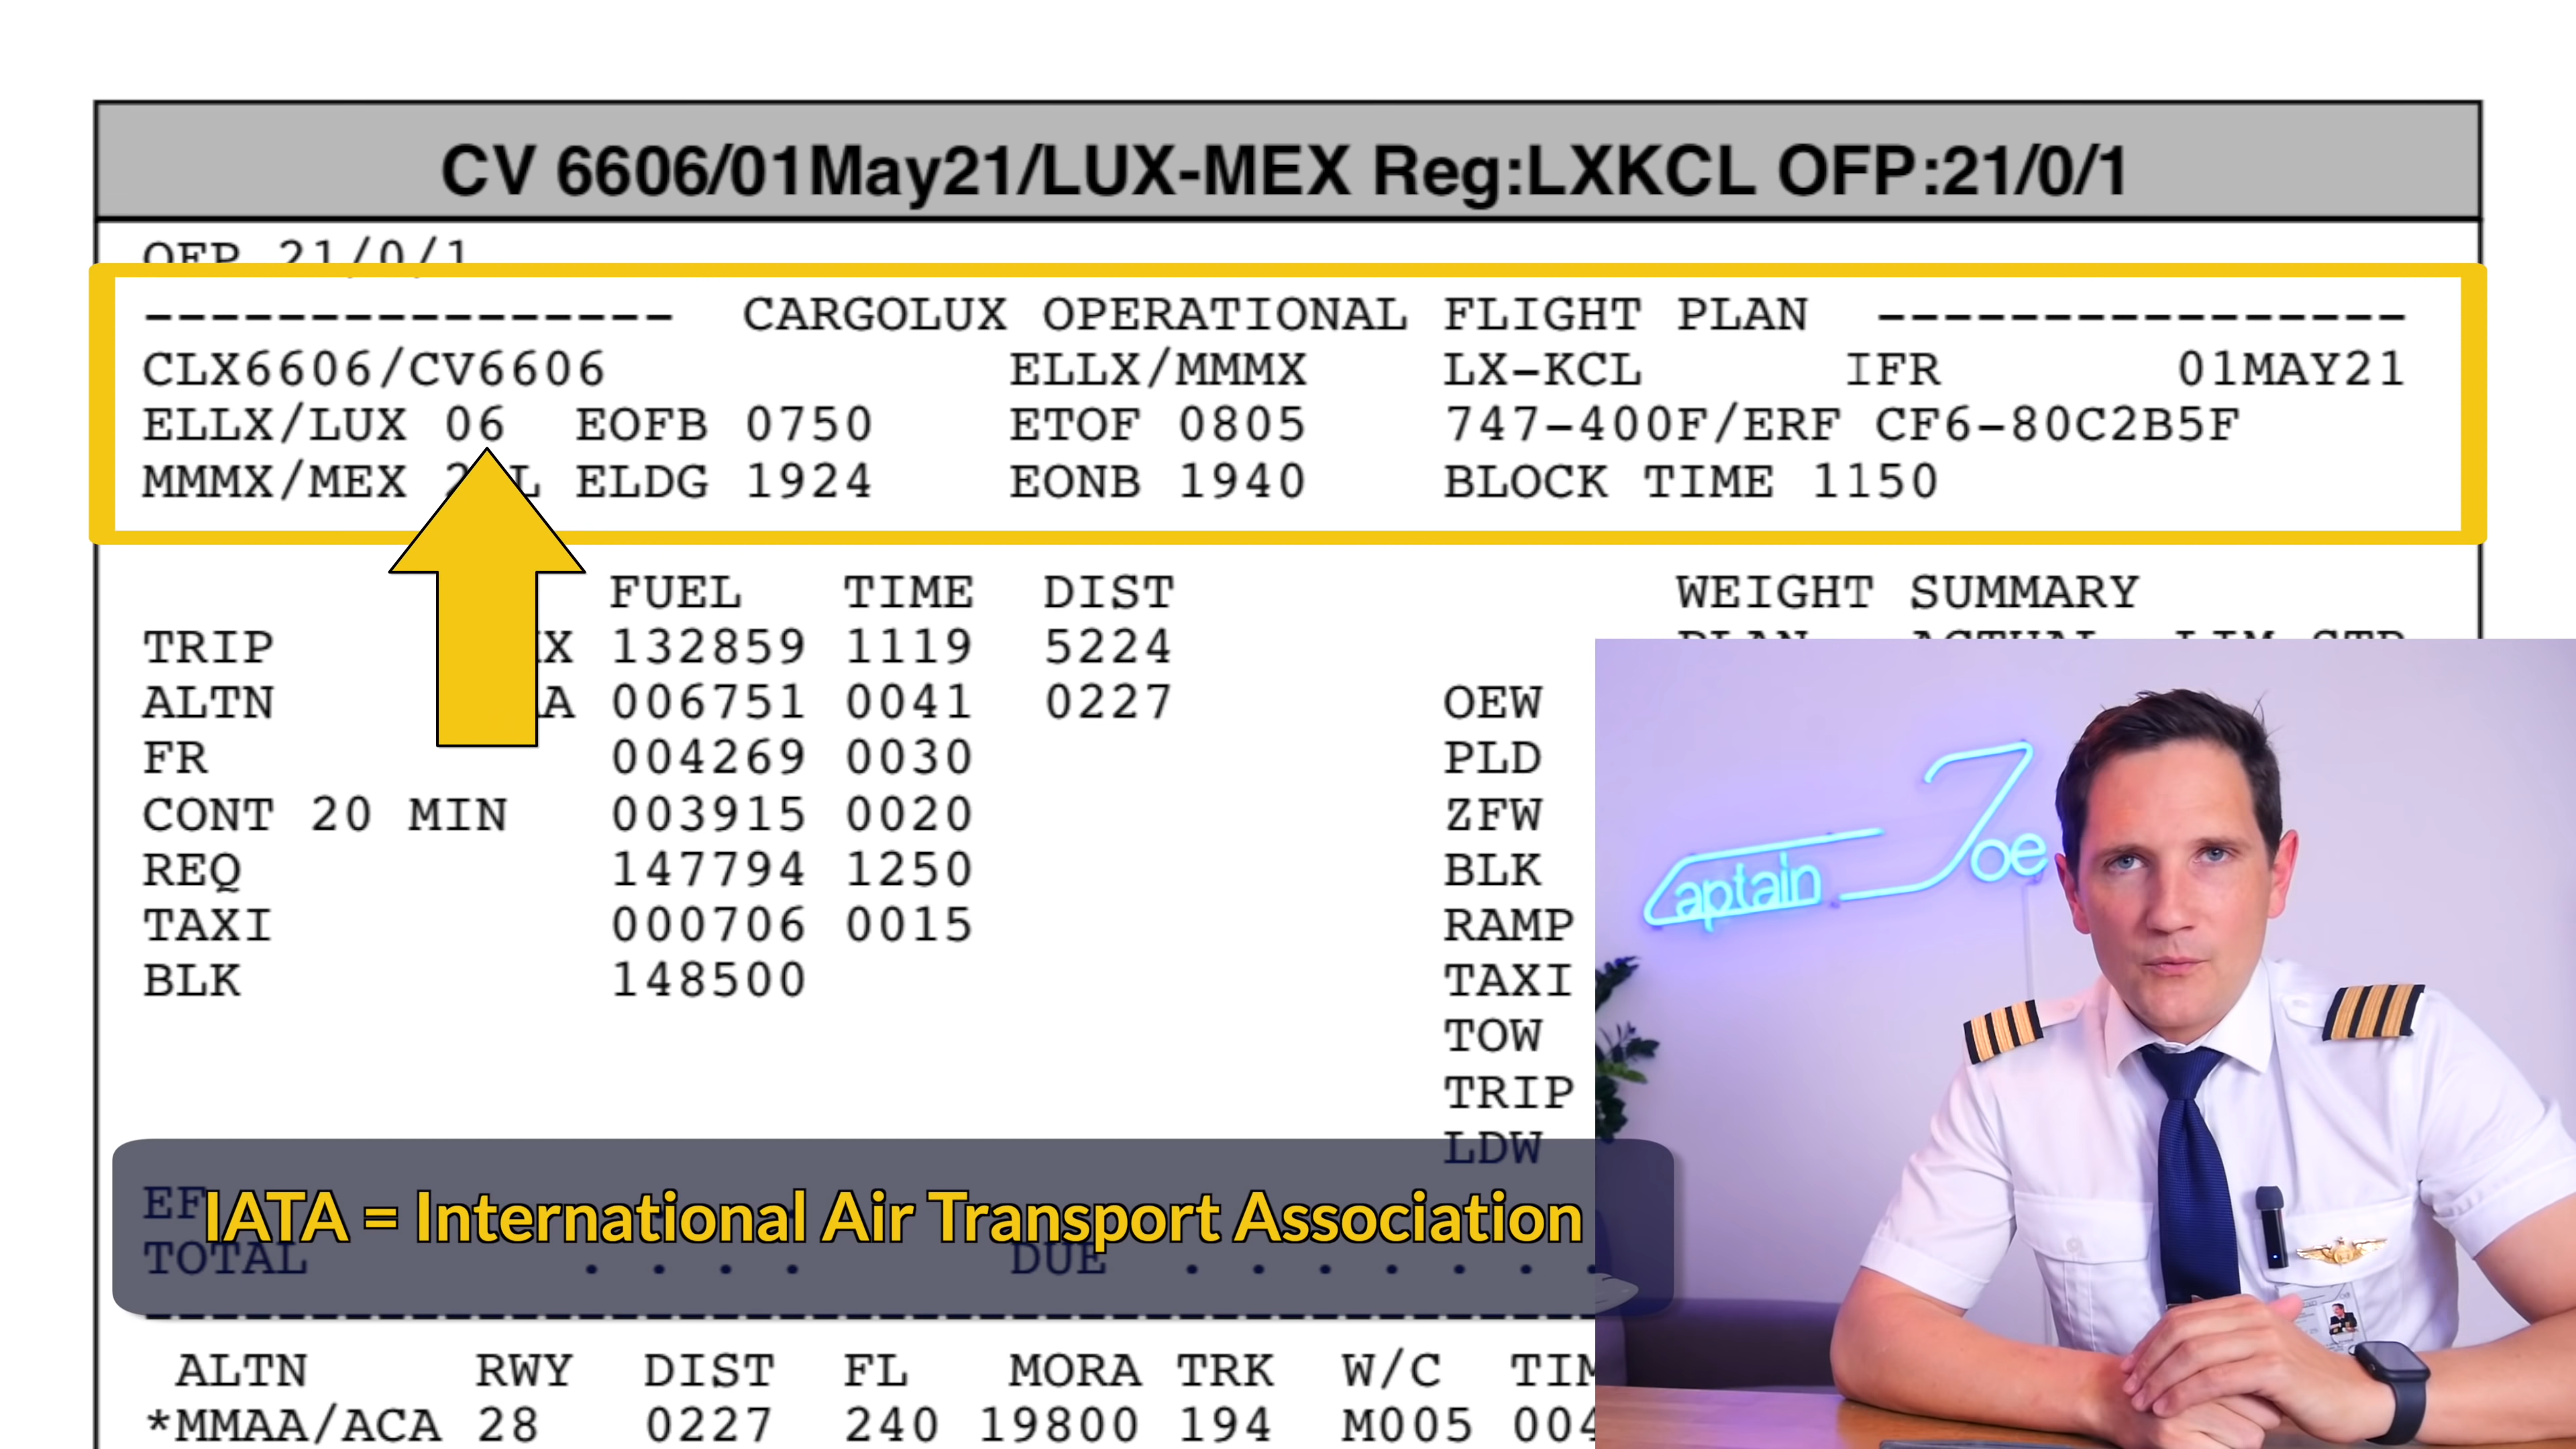 CV 6606/01May21/LUX-MEX Reg:LXKCL OFP:21/0/1
OFP 21/0/1
----------------  CARGOLUX OPERATIONAL FLIGHT PLAN  ----------------
CLX6606/CV6606 ELLX/MMMX LX-KCL IFR 01MAY21
ELLX/LUX 06 EOFB 0750 ETOF 0805 747-400F/ERF CF6-80C2B5F
MMMX/MEX ELDG 1924 EONB 1940 BLOCK TIME 1150
FUEL TIME DIST WEIGHT SUMMARY
PLAN ACTUAL LIM STR
TRIP 132859 1119 5224
ALTN 006751 0041 0227 OEW
FR 004269 0030 PLD
CONT 20 MIN 003915 0020 ZFW
REQ 147794 1250 BLK
TAXI 000706 0015 RAMP
BLK 148500 TAXI
TOW
TRIP
LDW
IATA = International Air Transport Association
TOTAL . . . . DUE . . . . . . .
ALTN RWY DIST FL MORA TRK W/C
*MMAA/ACA 28 0227 240 19800 194 M005
Captain Joe